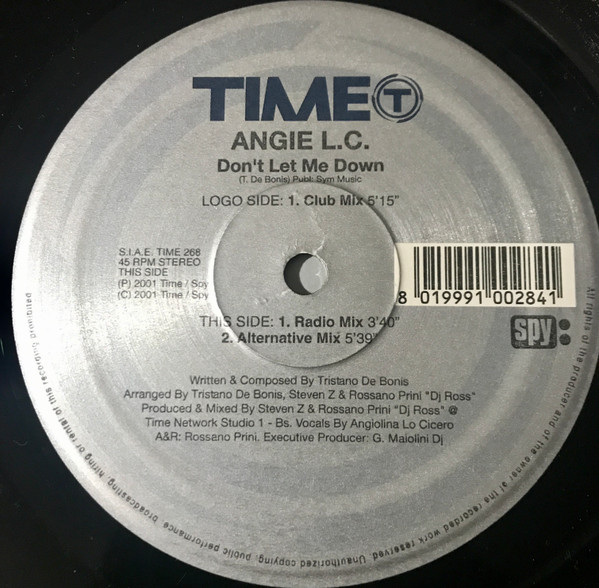 TIME T
ANGIE L.C.
Don't Let Me Down
(T. De Bonis) Publ: Sym Music
LOGO SIDE: 1. Club Mix 5'15"
S.I.A.E. TIME 268
45 RPM STEREO
THIS SIDE
(P) 2001 Time / Spy
(C) 2001 Time / Spy
8 019991 002841
THIS SIDE: 1. Radio Mix 3'40"
2. Alternative Mix 5'39"
spy:
Written & Composed By Tristano De Bonis
Arranged By Tristano De Bonis, Steven Z & Rossano Prini "Dj Ross"
Produced & Mixed By Steven Z & Rossano Prini "Dj Ross" @
Time Network Studio 1 - Bs. Vocals By Angiolina Lo Cicero
A&R: Rossano Prini. Executive Producer: G. Maiolini Dj
All rights of the producer and of the owner of the recorded work reserved. Unauthorized copying, public performance, broadcasting, hiring or rental of this recording prohibited